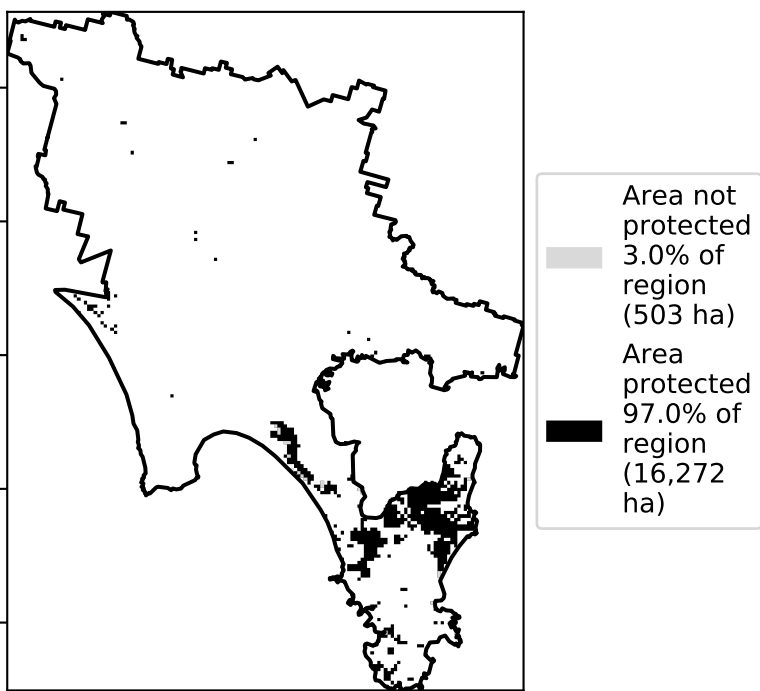 Area not
protected
3.0% of
region
(503 ha)
Area
protected
97.0% of
region
(16,272
ha)